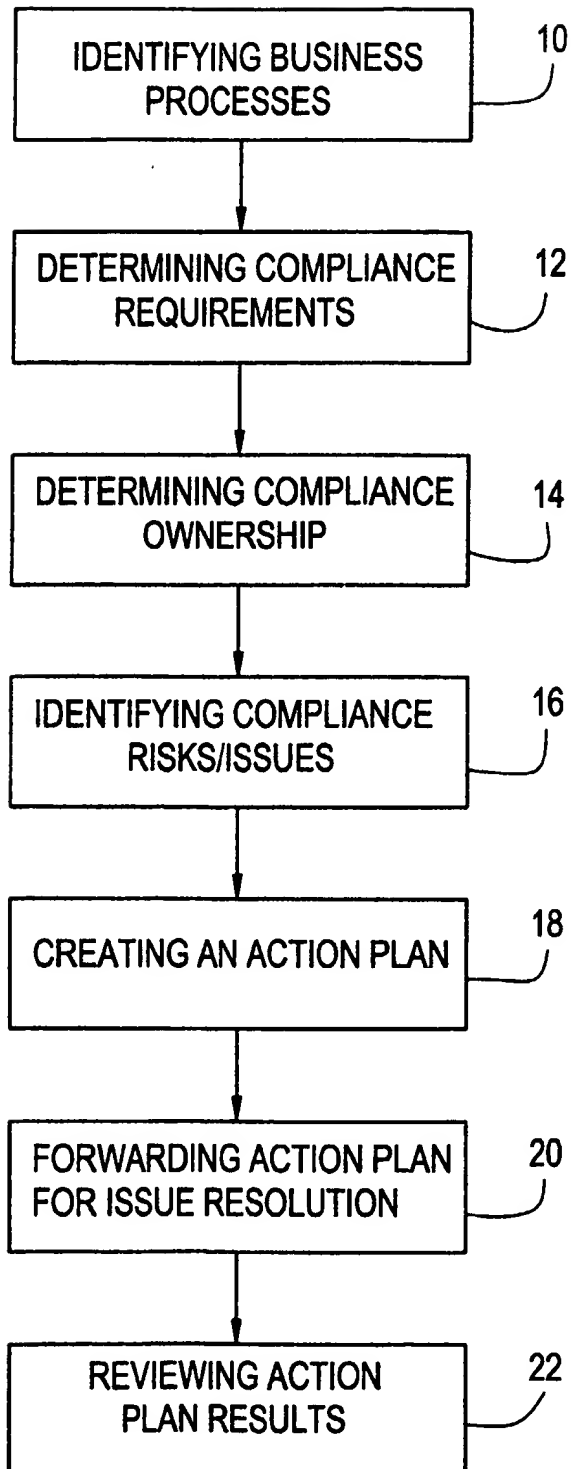 IDENTIFYING BUSINESS
PROCESSES
10
DETERMINING COMPLIANCE
REQUIREMENTS
12
DETERMINING COMPLIANCE
OWNERSHIP
14
IDENTIFYING COMPLIANCE
RISKS/ISSUES
16
CREATING AN ACTION PLAN
18
FORWARDING ACTION PLAN
FOR ISSUE RESOLUTION
20
REVIEWING ACTION
PLAN RESULTS
22